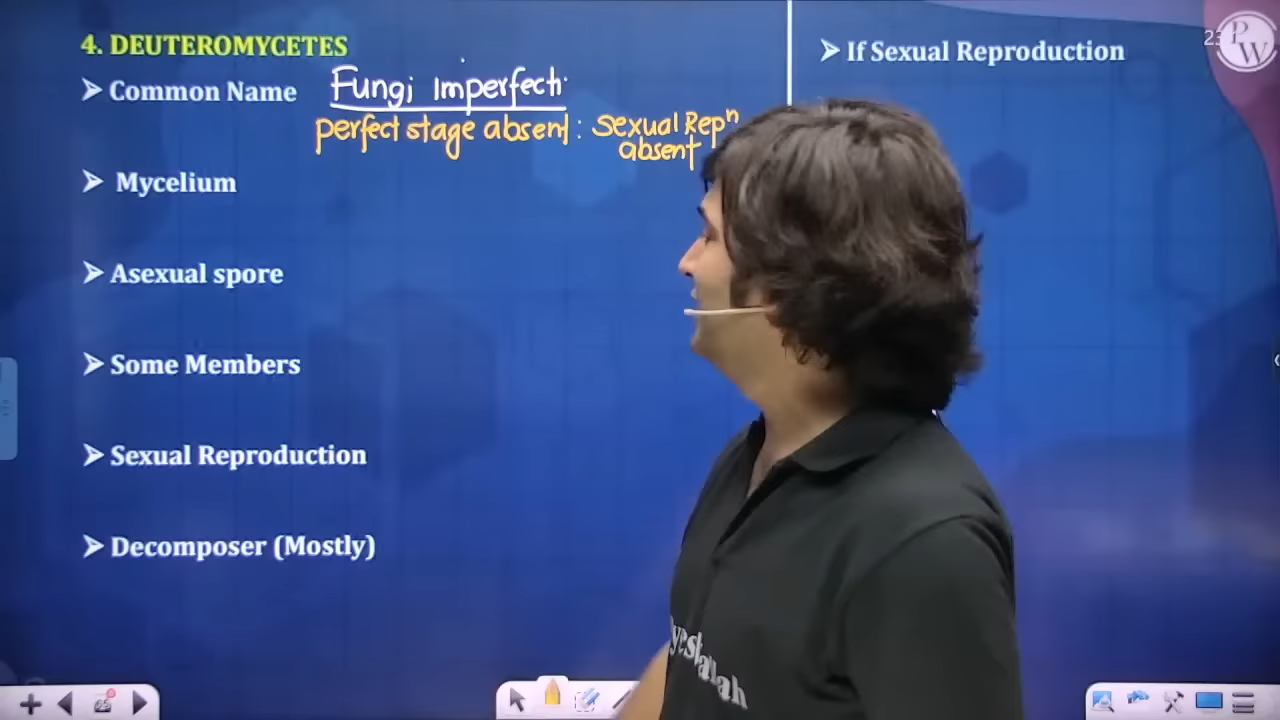 4. DEUTEROMYCETES
➤ Common Name Fungi Imperfecti
perfect stage absent : Sexual Repⁿ
absent
➤ Mycelium
➤ Asexual spore
➤ Some Members
➤ Sexual Reproduction
➤ Decomposer (Mostly)
➤ If Sexual Reproduction
PW